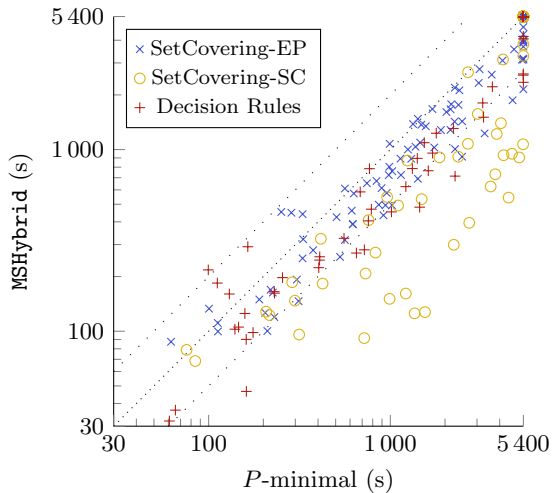 5 400
1 000
100
30
MSHybrid (s)
SetCovering-EP
SetCovering-SC
Decision Rules
30
100
1 000
5 400
P-minimal (s)